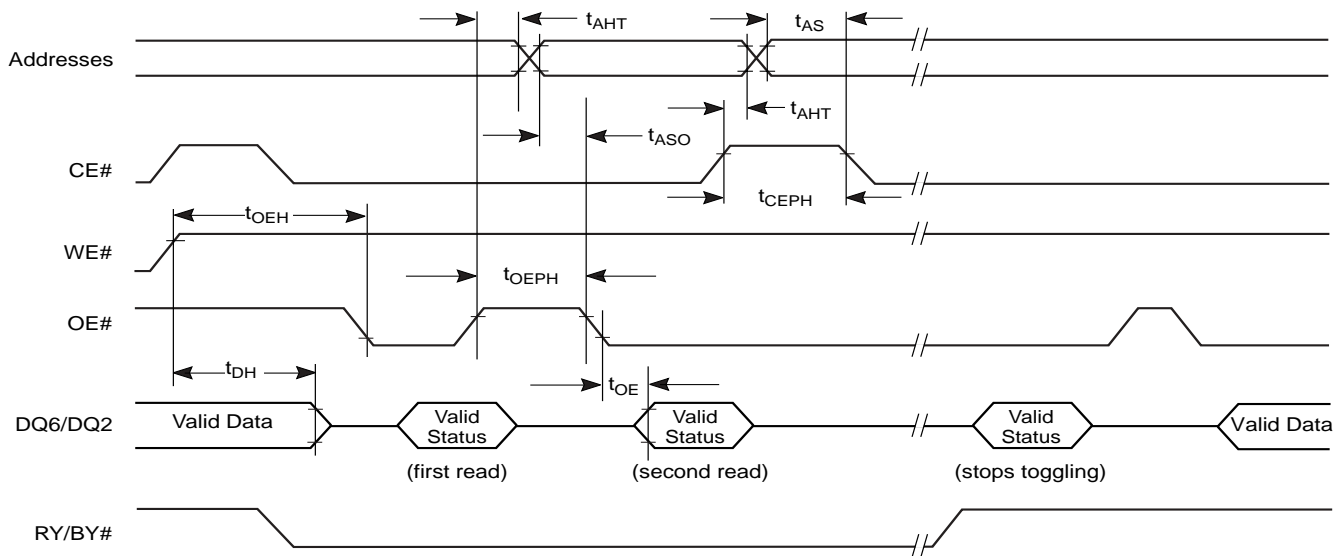 tAHT
tAS
Addresses
tAHT
tASO
CE#
tCEPH
tOEH
WE#
tOEPH
OE#
tDH
tOE
DQ6/DQ2
Valid Data
Valid
Status
Valid
Status
Valid
Status
Valid Data
(first read)
(second read)
(stops toggling)
RY/BY#